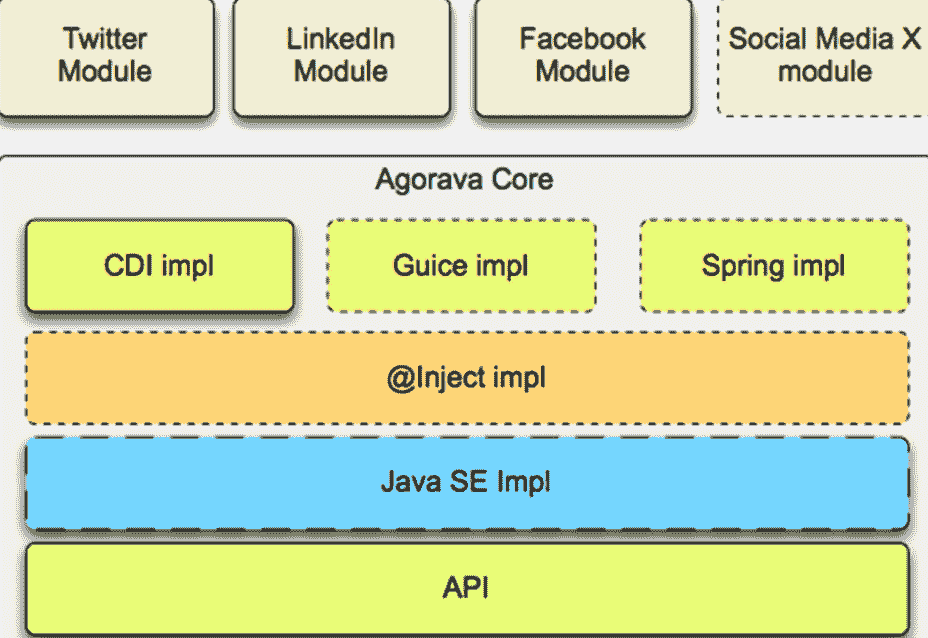 Twitter
Module
LinkedIn
Module
Facebook
Module
Social Media X
module
Agorava Core
CDI impl
Guice impl
Spring impl
@Inject impl
Java SE Impl
API